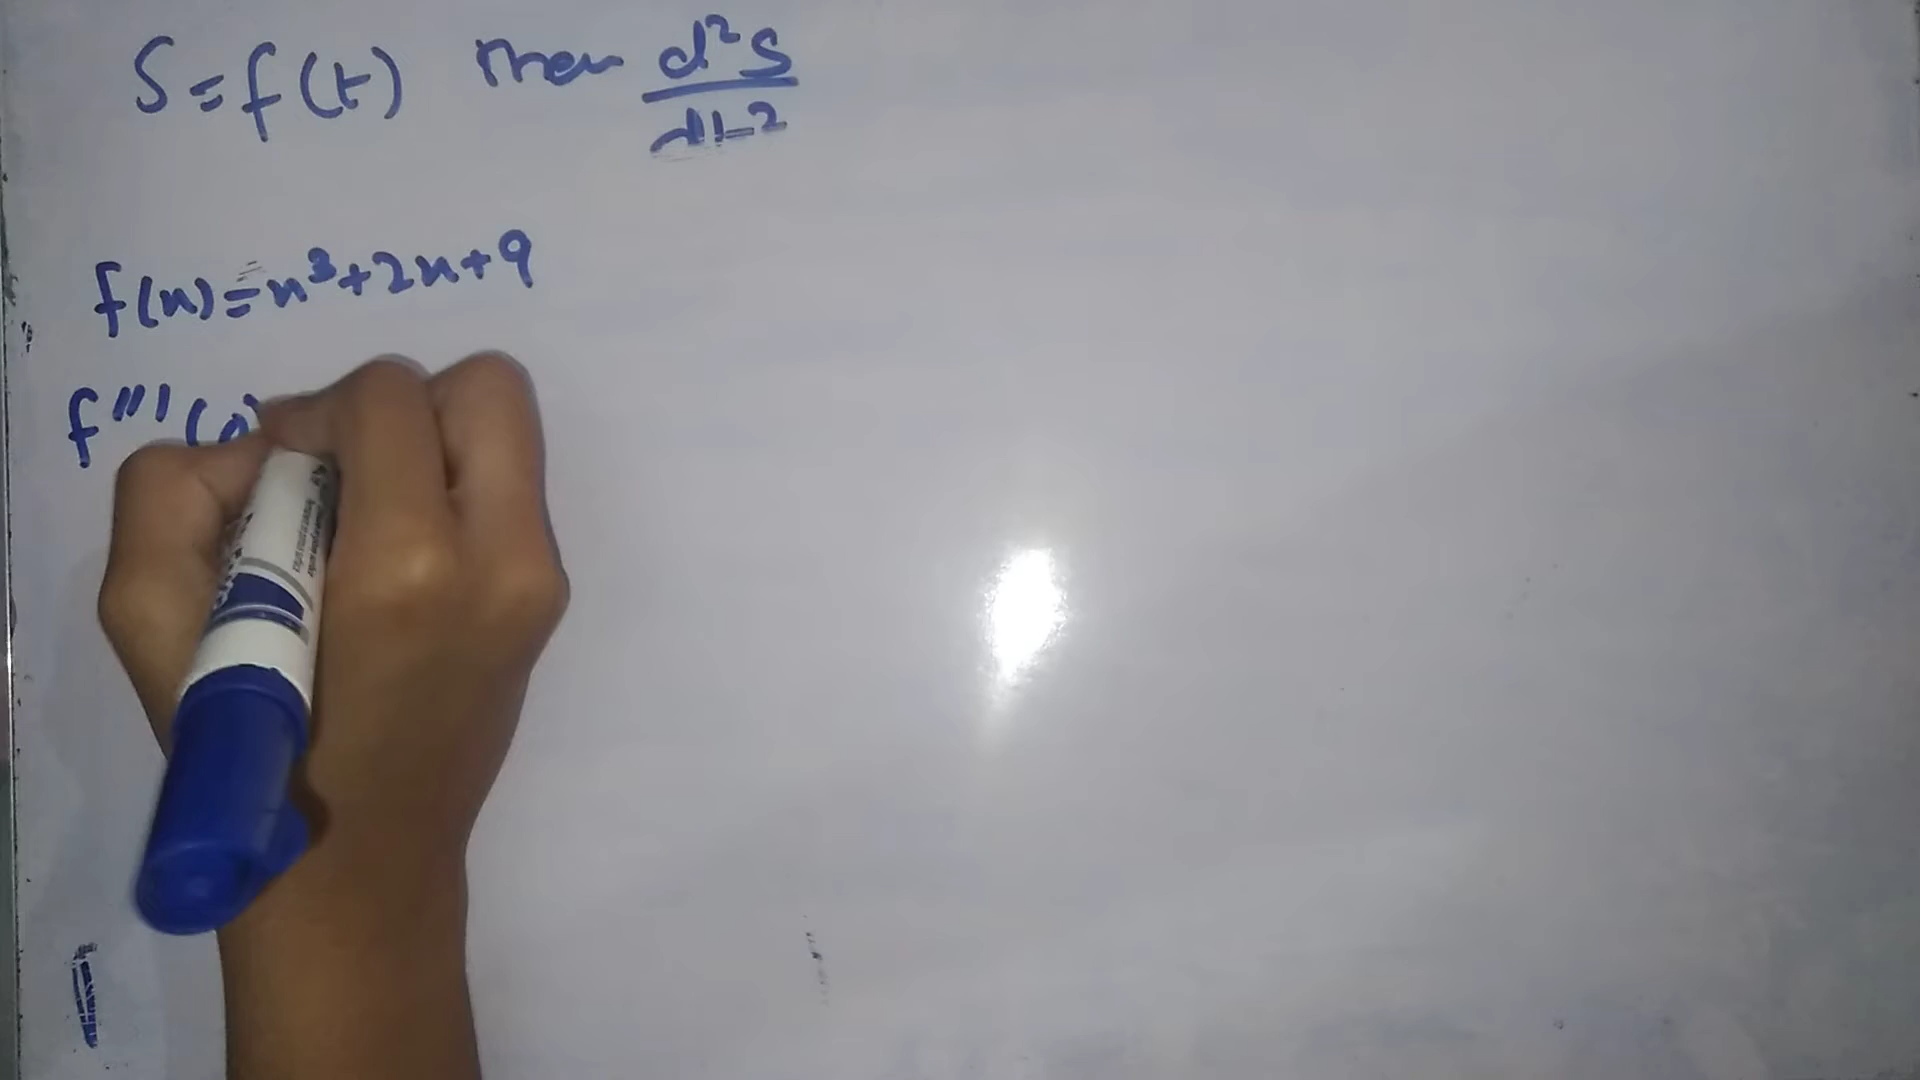 S = f(t) then d²S/dt²
f(x) = x³+2x+9
f'''(